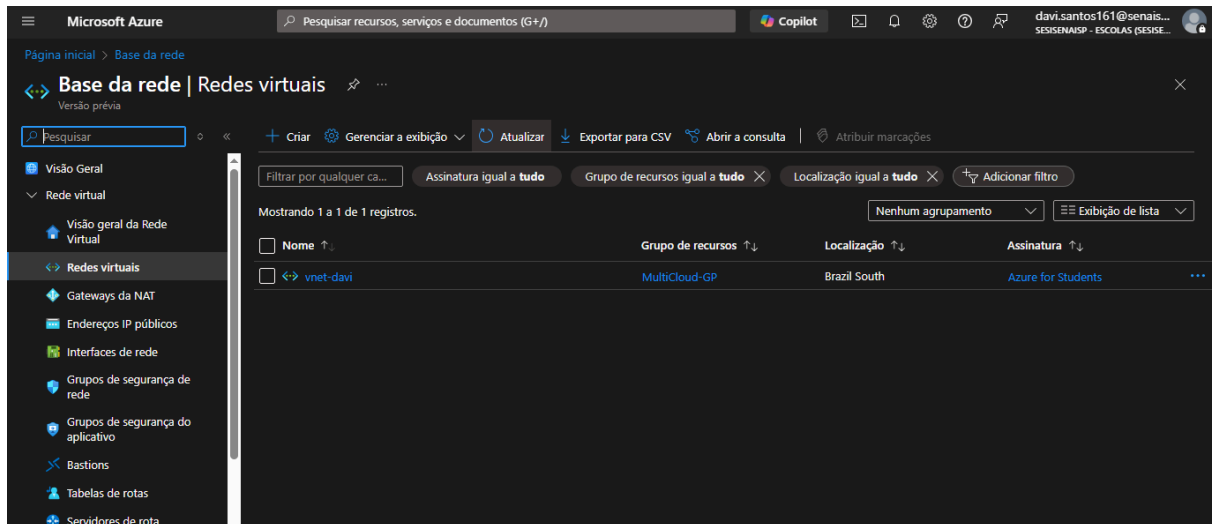 Microsoft Azure
Pesquisar recursos, serviços e documentos (G+/)
Copilot
davi.santos161@senais...
SESISENAISP - ESCOLAS (SESISE...
Página inicial > Base da rede
Base da rede | Redes virtuais
Versão prévia
Pesquisar
Criar Gerenciar a exibição Atualizar Exportar para CSV Abrir a consulta Atribuir marcações
Visão Geral
Filtrar por qualquer ca... Assinatura igual a tudo Grupo de recursos igual a tudo Localização igual a tudo Adicionar filtro
Rede virtual
Mostrando 1 a 1 de 1 registros. Nenhum agrupamento Exibição de lista
Visão geral da Rede
Virtual
Nome Grupo de recursos Localização Assinatura
Redes virtuais
vnet-davi MultiCloud-GP Brazil South Azure for Students
Gateways da NAT
Endereços IP públicos
Interfaces de rede
Grupos de segurança de
rede
Grupos de segurança do
aplicativo
Bastions
Tabelas de rotas
Servidores de rota